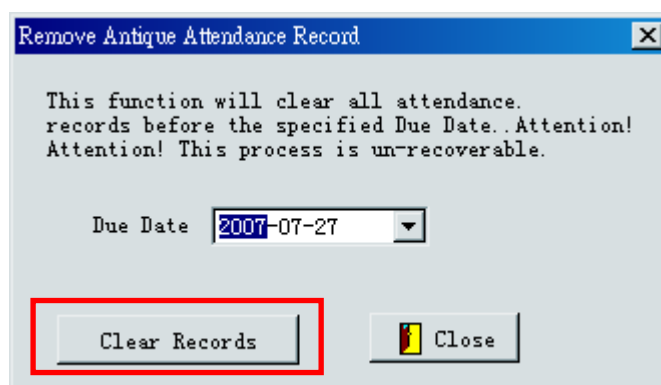 Remove Antique Attendance Record
This function will clear all attendance.
records before the specified Due Date..Attention!
Attention! This process is un-recoverable.
Due Date 2007-07-27
Clear Records Close